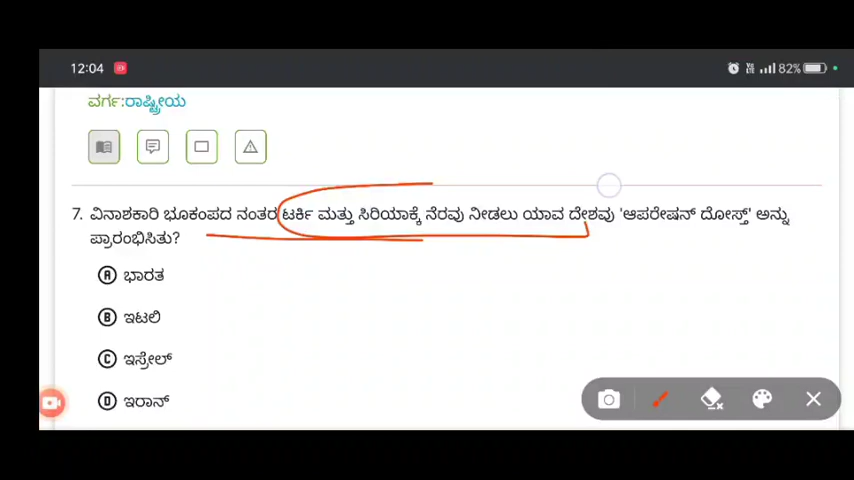 12:04
82%
ವರ್ಗ:ರಾಷ್ಟ್ರೀಯ
7. ವಿನಾಶಕಾರಿ ಭೂಕಂಪದ ನಂತರ ಟರ್ಕಿ ಮತ್ತು ಸಿರಿಯಾಕ್ಕೆ ನೆರವು ನೀಡಲು ಯಾವ ದೇಶವು 'ಆಪರೇಷನ್ ದೋಸ್ತ್' ಅನ್ನು
ಪ್ರಾರಂಭಿಸಿತು?
A ಭಾರತ
B ಇಟಲಿ
C ಇಸ್ರೇಲ್
D ಇರಾನ್